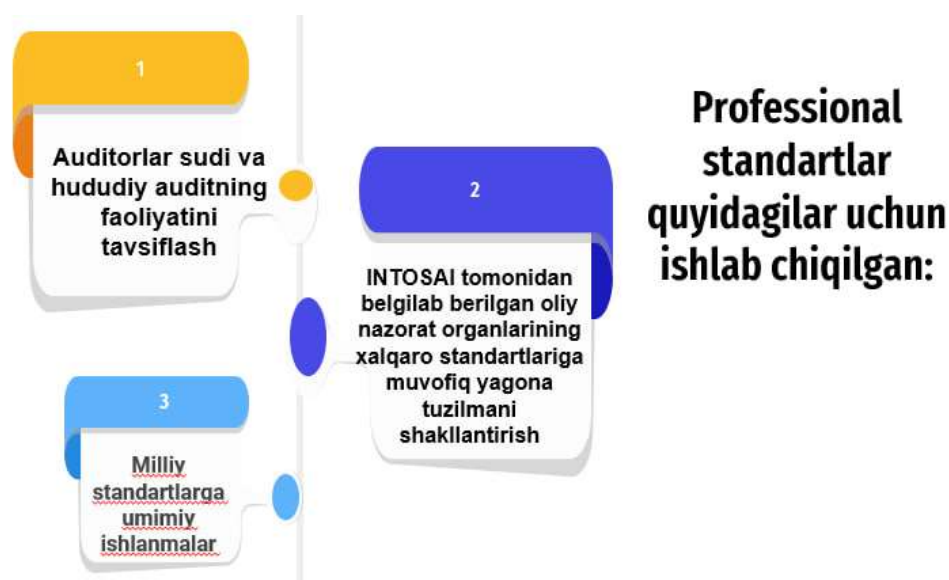 Professional
standartlar
quyidagilar uchun
ishlab chiqilgan:
1
Auditorlar sudi va
hududiy auditning
faoliyatini
tavsiflash
2
INTOSAI tomonidan
belgilab berilgan oliy
nazorat organlarining
xalqaro standartlariga
muvofiq yagona
tuzilmani
shakllantirish
3
Milliy
standartlarga
umimiy
ishlanmalar